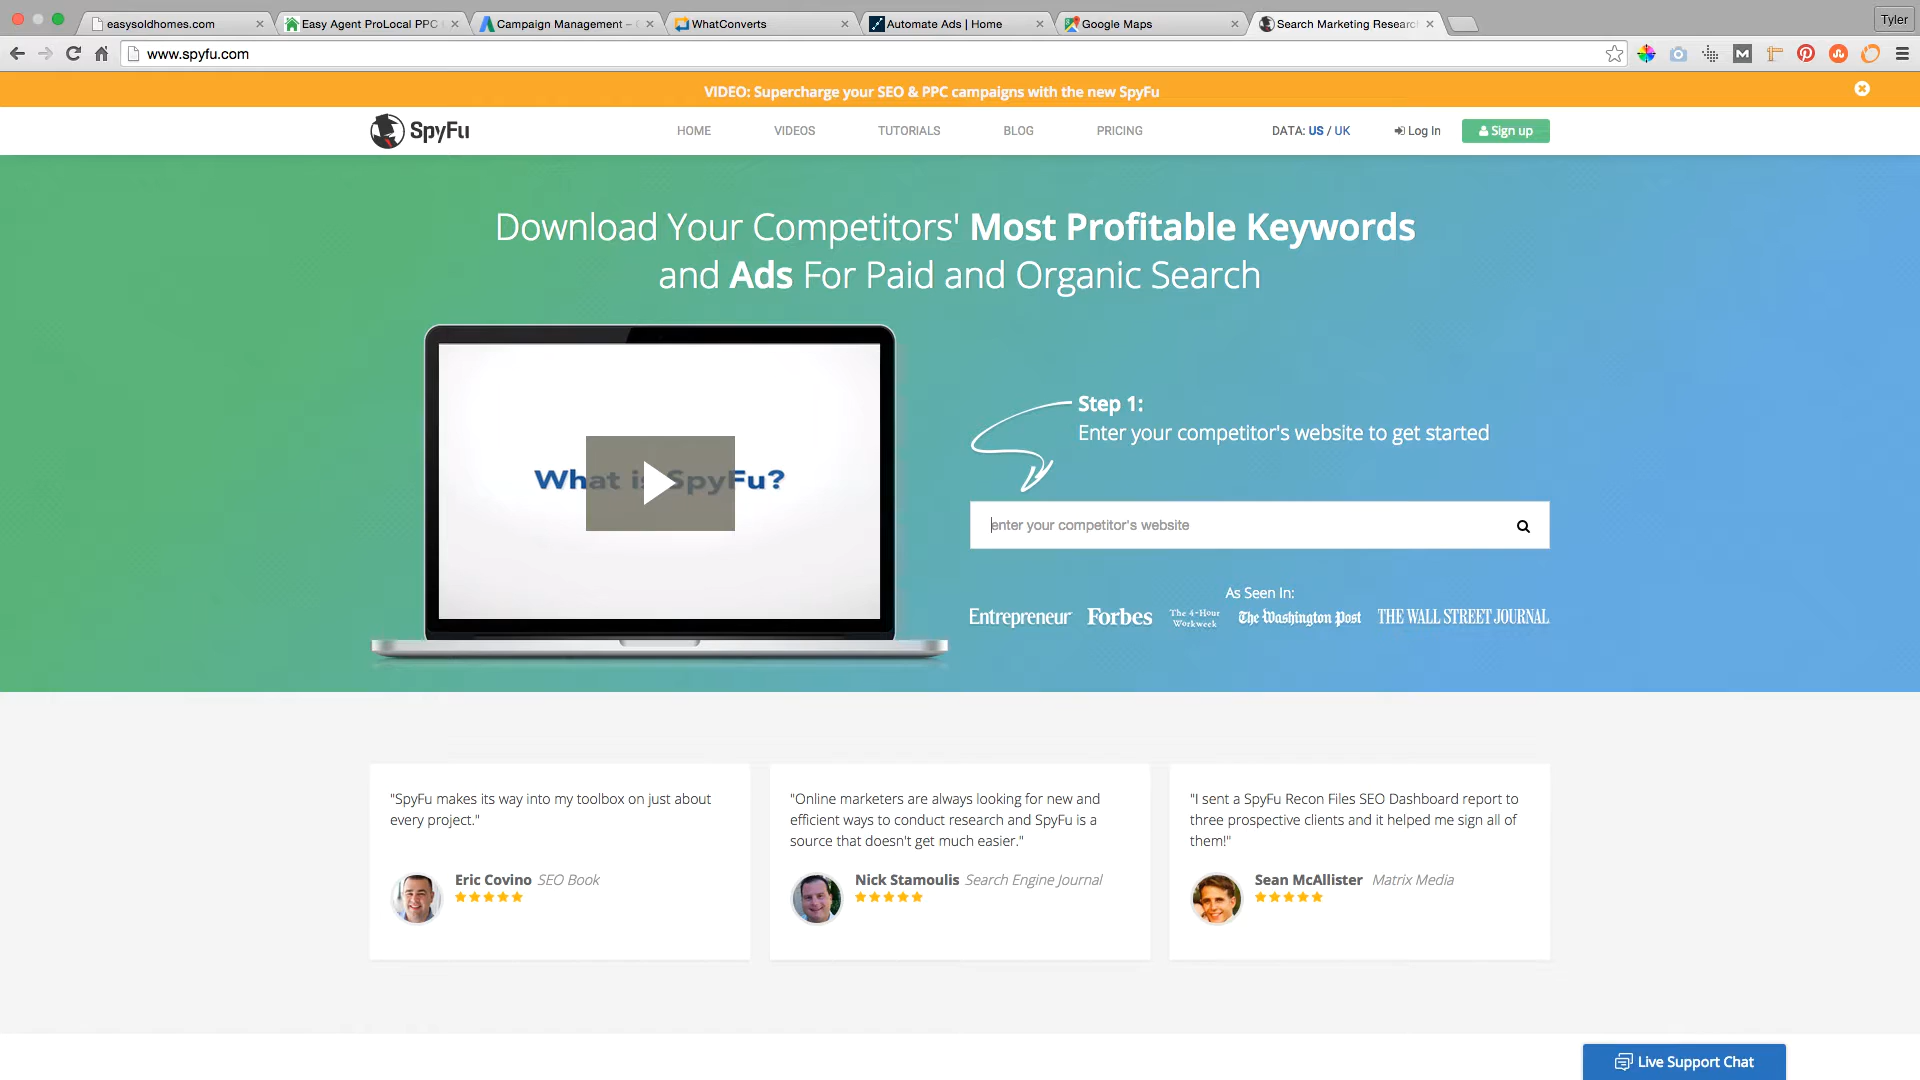 easysoldhomes.com
Easy Agent ProLocal PPC
Campaign Management –
WhatConverts
Automate Ads | Home
Google Maps
Search Marketing Researc
Tyler
www.spyfu.com
VIDEO: Supercharge your SEO & PPC campaigns with the new SpyFu
SpyFu
HOME
VIDEOS
TUTORIALS
BLOG
PRICING
DATA: US / UK
Log In
Sign up
Download Your Competitors' Most Profitable Keywords
and Ads For Paid and Organic Search
What is SpyFu?
Step 1:
Enter your competitor's website to get started
enter your competitor's website
As Seen In:
Entrepreneur
Forbes
The 4-Hour
Workweek
The Washington Post
THE WALL STREET JOURNAL
"SpyFu makes its way into my toolbox on just about
every project."
Eric Covino SEO Book
"Online marketers are always looking for new and
efficient ways to conduct research and SpyFu is a
source that doesn't get much easier."
Nick Stamoulis Search Engine Journal
"I sent a SpyFu Recon Files SEO Dashboard report to
three prospective clients and it helped me sign all of
them!"
Sean McAllister Matrix Media
Live Support Chat